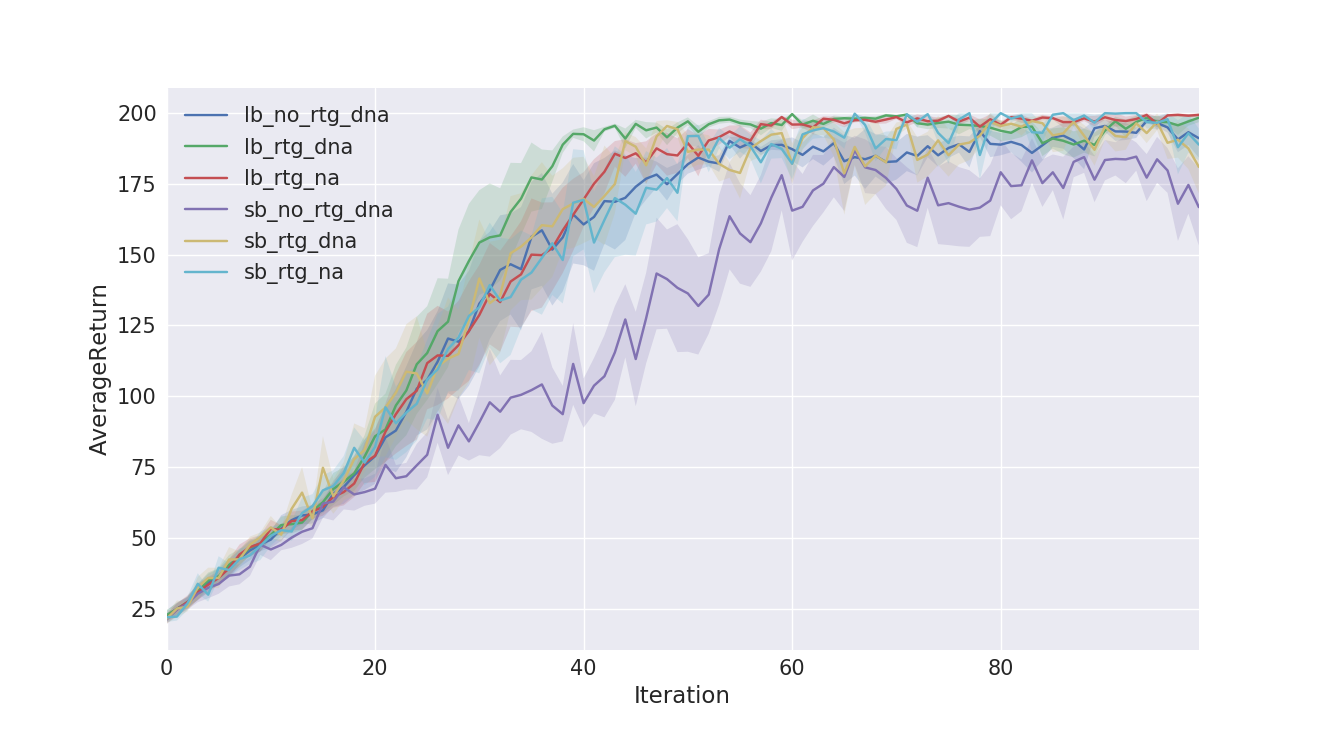 200
175
150
125
100
75
50
25
AverageReturn
lb_no_rtg_dna
lb_rtg_dna
lb_rtg_na
sb_no_rtg_dna
sb_rtg_dna
sb_rtg_na
0 20 40 60 80
Iteration